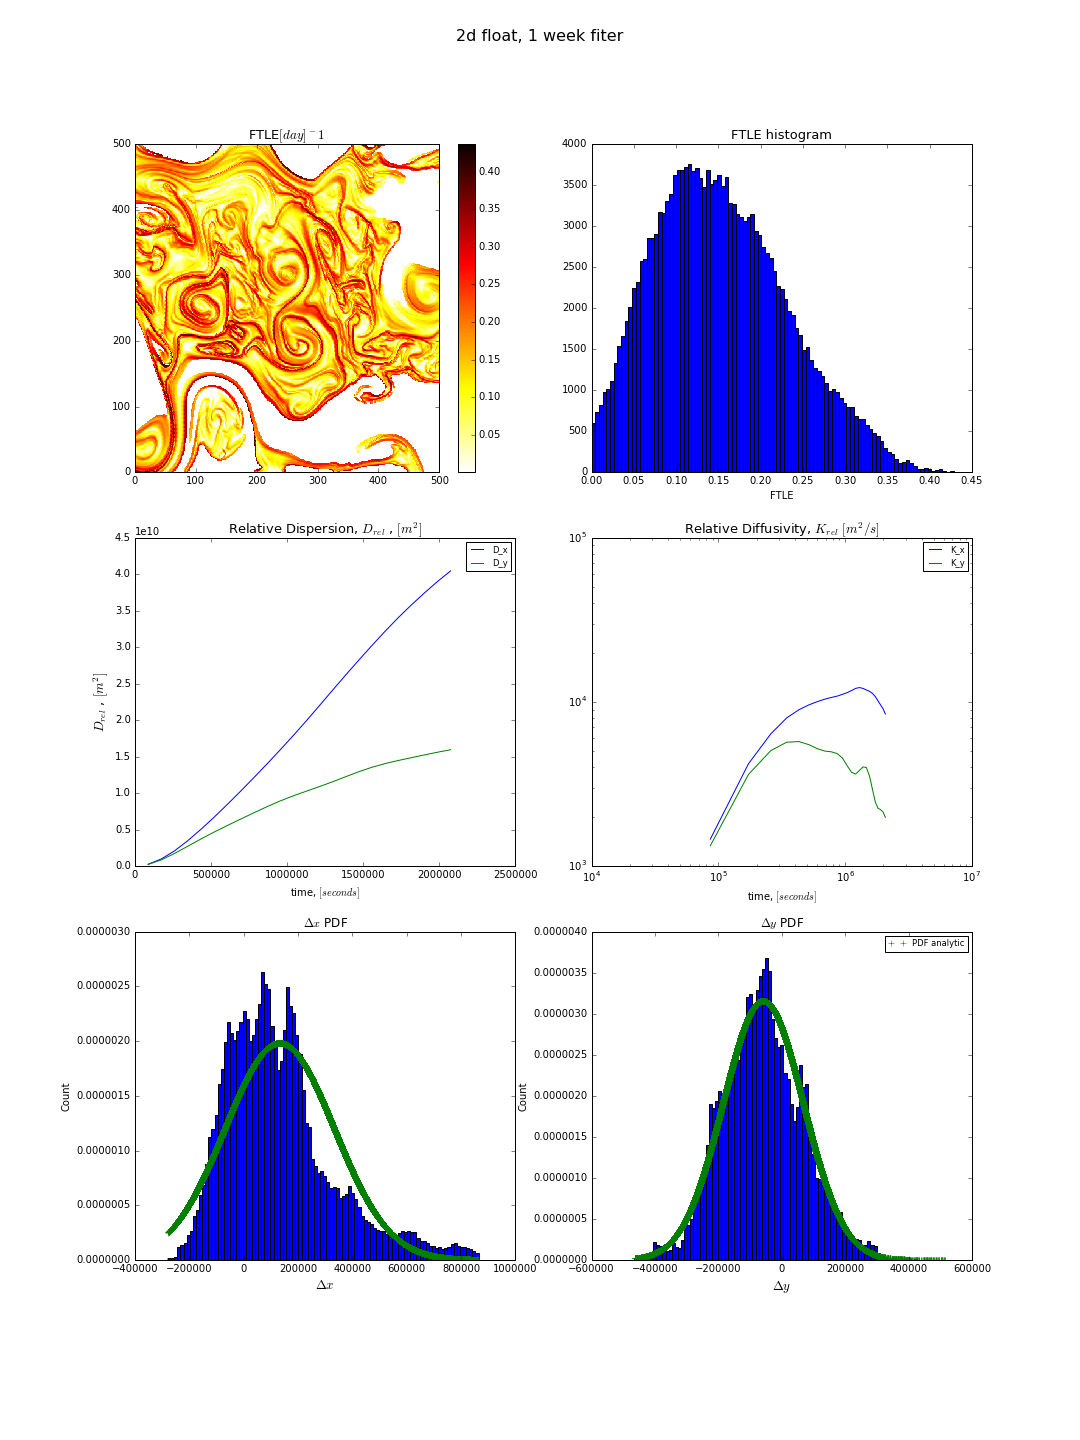 2d float, 1 week fiter
FTLE[day]^−1
500
400
300
200
100
0
0 100 200 300 400 500
0.40
0.35
0.30
0.25
0.20
0.15
0.10
0.05
FTLE histogram
4000
3500
3000
2500
2000
1500
1000
500
0
0.00 0.05 0.10 0.15 0.20 0.25 0.30 0.35 0.40 0.45
FTLE
Relative Dispersion, D_rel , [m^2]
1e10
4.5
4.0
3.5
3.0
2.5
2.0
1.5
1.0
0.5
0.0
D_rel , [m^2]
D_x
D_y
0 500000 1000000 1500000 2000000 2500000
time, [seconds]
Relative Diffusivity, K_rel [m^2/s]
10^5
10^4
10^3
K_x
K_y
10^4 10^5 10^6 10^7
time, [seconds]
Δx PDF
0.0000030
0.0000025
0.0000020
0.0000015
0.0000010
0.0000005
0.0000000
Count
−400000 −200000 0 200000 400000 600000 800000 1000000
Δx
Δy PDF
0.0000040
0.0000035
0.0000030
0.0000025
0.0000020
0.0000015
0.0000010
0.0000005
0.0000000
Count
+ + PDF analytic
−600000 −400000 −200000 0 200000 400000 600000
Δy